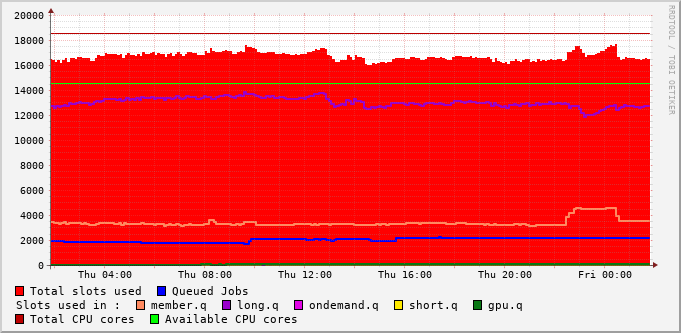 20000
18000
16000
14000
12000
10000
8000
6000
4000
2000
0
Thu 04:00 Thu 08:00 Thu 12:00 Thu 16:00 Thu 20:00 Fri 00:00
RRDTOOL / TOBI OETIKER
Total slots used Queued Jobs
Slots used in : member.q long.q ondemand.q short.q gpu.q
Total CPU cores Available CPU cores